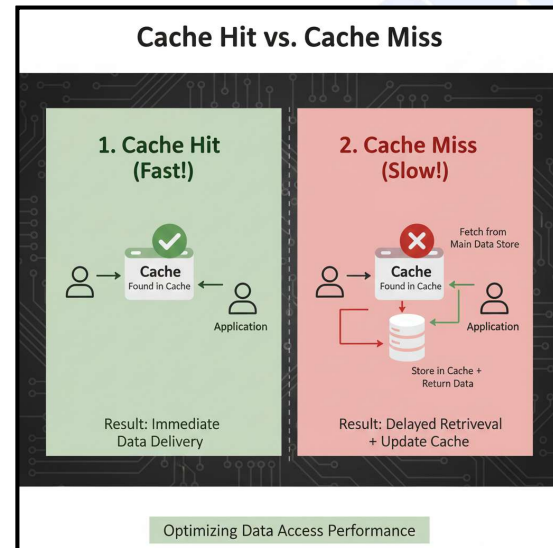 Cache Hit vs. Cache Miss
1. Cache Hit
(Fast!)
Cache
Found in Cache
Application
Result: Immediate
Data Delivery
2. Cache Miss
(Slow!)
Fetch from
Main Data Store
Cache
Found in Cache
Application
Store in Cache +
Return Data
Result: Delayed Retriveval
+ Update Cache
Optimizing Data Access Performance